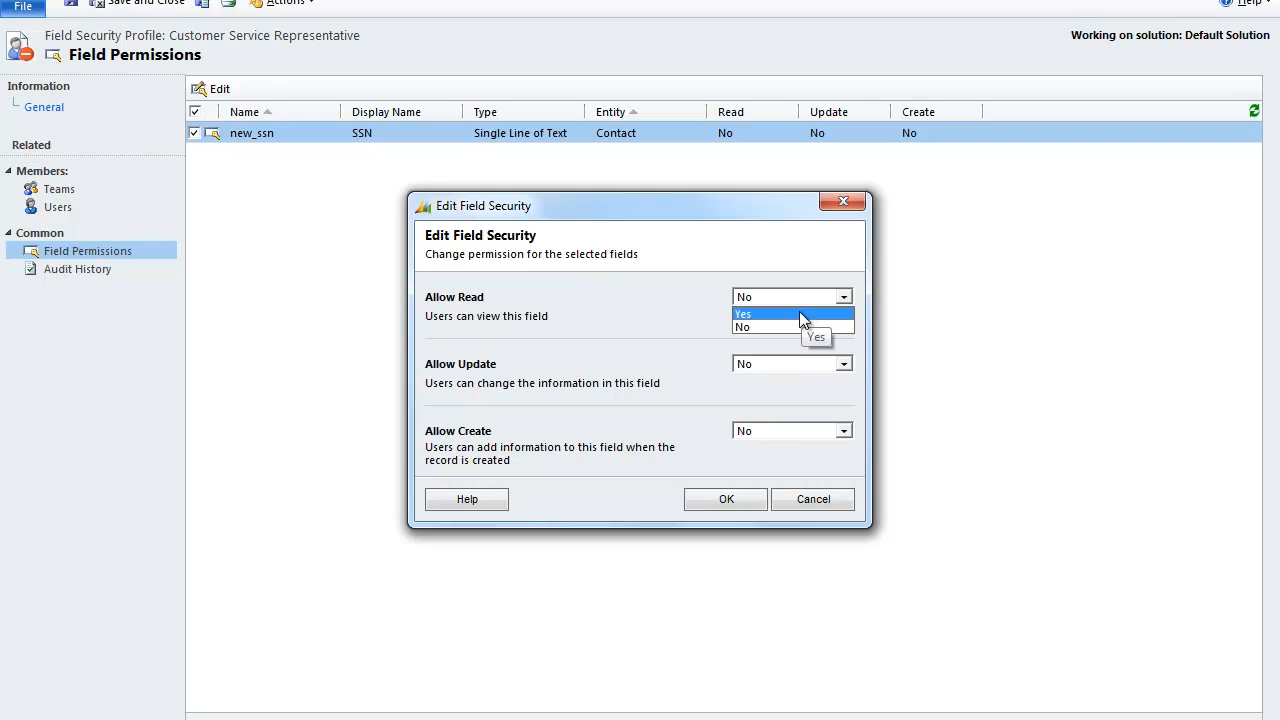 File
Save and Close
Actions
Help
Field Security Profile: Customer Service Representative
Field Permissions
Working on solution: Default Solution
Information
General
Related
Members:
Teams
Users
Common
Field Permissions
Audit History
Edit
Name Display Name Type Entity Read Update Create
new_ssn SSN Single Line of Text Contact No No No
Edit Field Security
Edit Field Security
Change permission for the selected fields
Allow Read No
Users can view this field
Yes
No
Yes
Allow Update No
Users can change the information in this field
Allow Create No
Users can add information to this field when the
record is created
Help OK Cancel